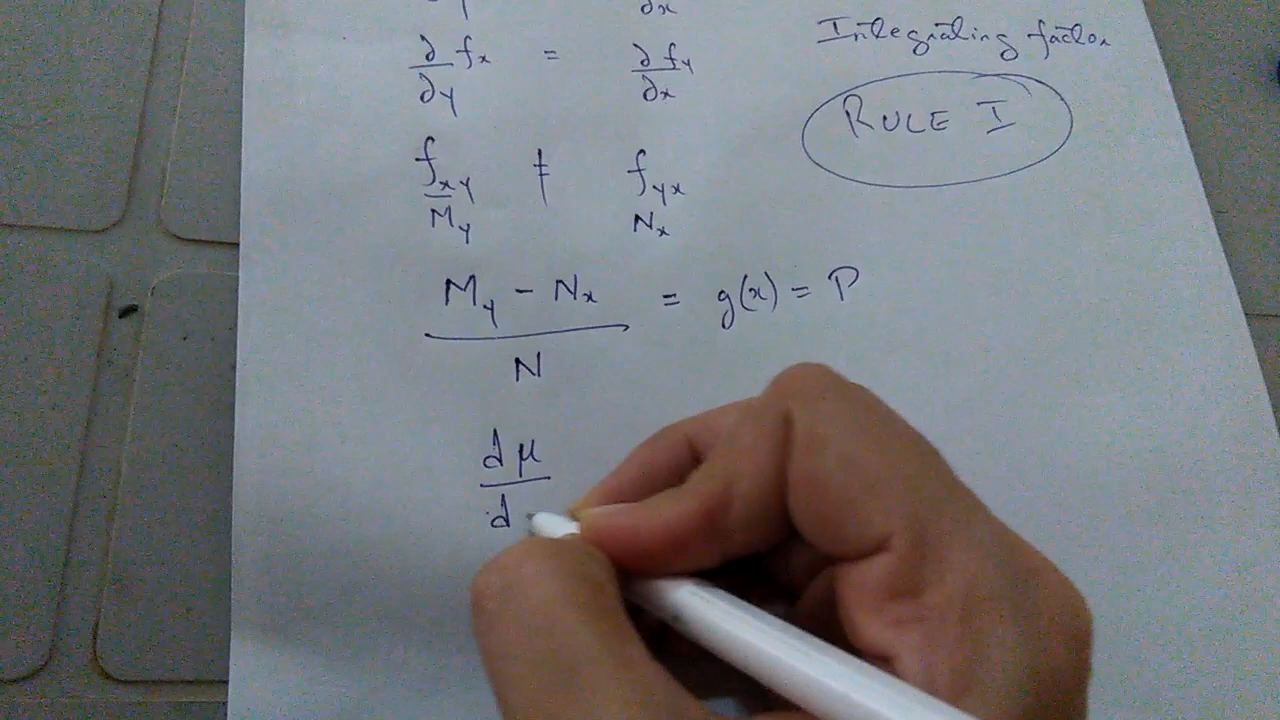 ∂x
Integrating factor
∂/∂y fx = ∂fy/∂x
RULE I
fxy ≠ fyx
My Nx
(My - Nx)/N = g(x) = P
dμ/d